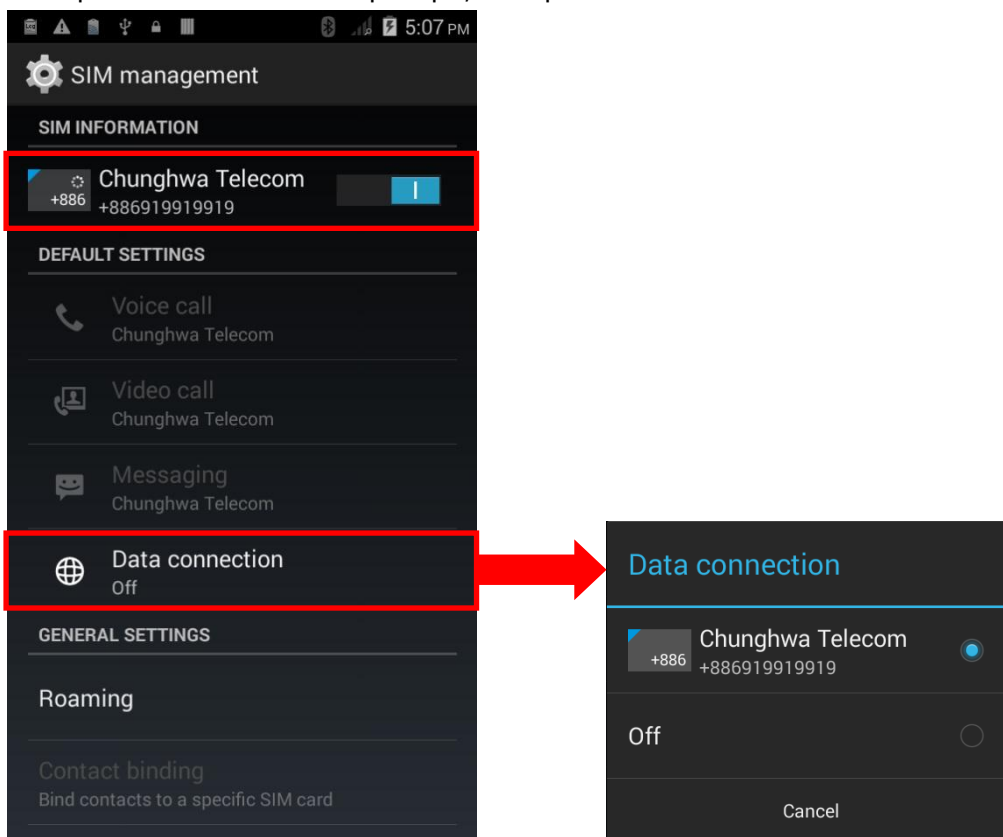 5:07 PM
SIM management
SIM INFORMATION
Chunghwa Telecom
+886
+886919919919
DEFAULT SETTINGS
Voice call
Chunghwa Telecom
Video call
Chunghwa Telecom
Messaging
Chunghwa Telecom
Data connection
Off
GENERAL SETTINGS
Roaming
Contact binding
Bind contacts to a specific SIM card
Data connection
Chunghwa Telecom
+886
+886919919919
Off
Cancel